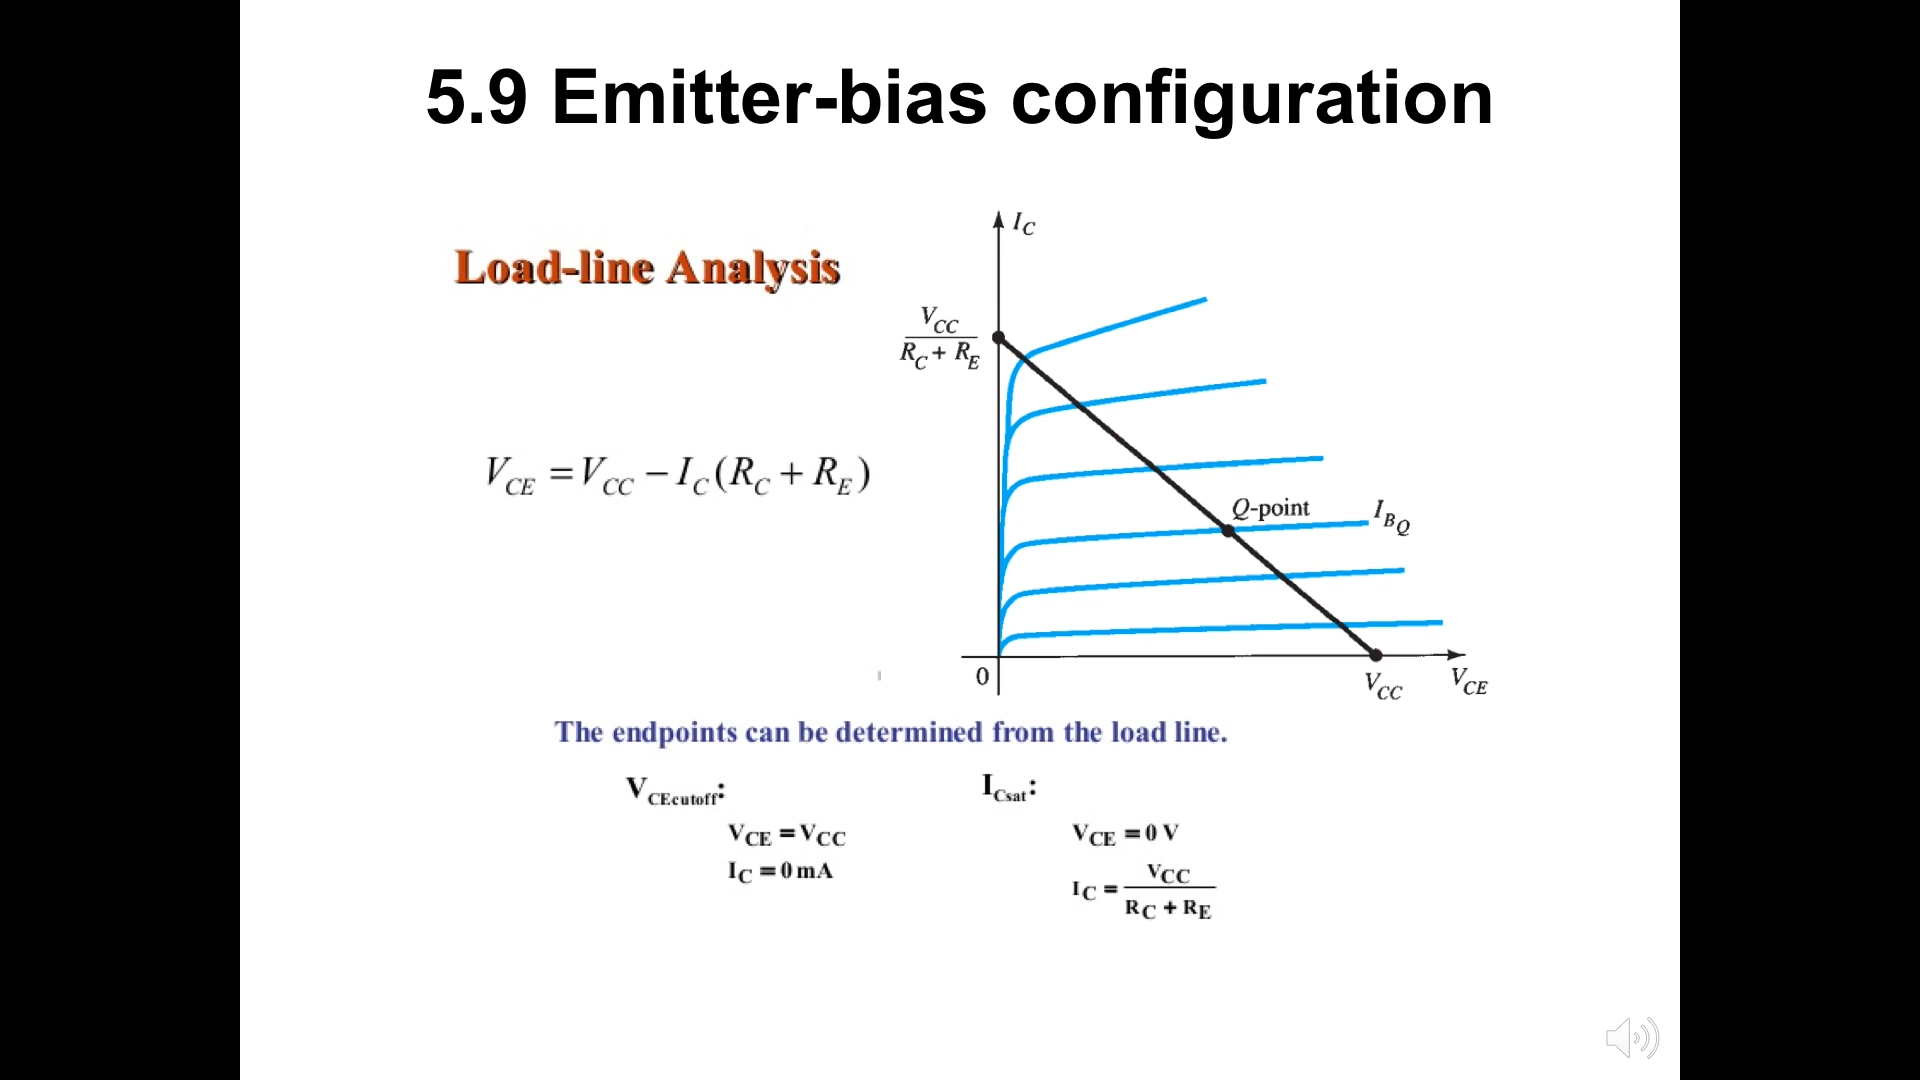 5.9 Emitter-bias configuration
Load-line Analysis
V_CE = V_CC − I_C (R_C + R_E)
I_C
V_CC
R_C + R_E
Q-point
I_BQ
0
V_CC
V_CE
The endpoints can be determined from the load line.
V_CEcutoff:
V_CE = V_CC
I_C = 0 mA
I_Csat:
V_CE = 0 V
I_C = V_CC / R_C + R_E